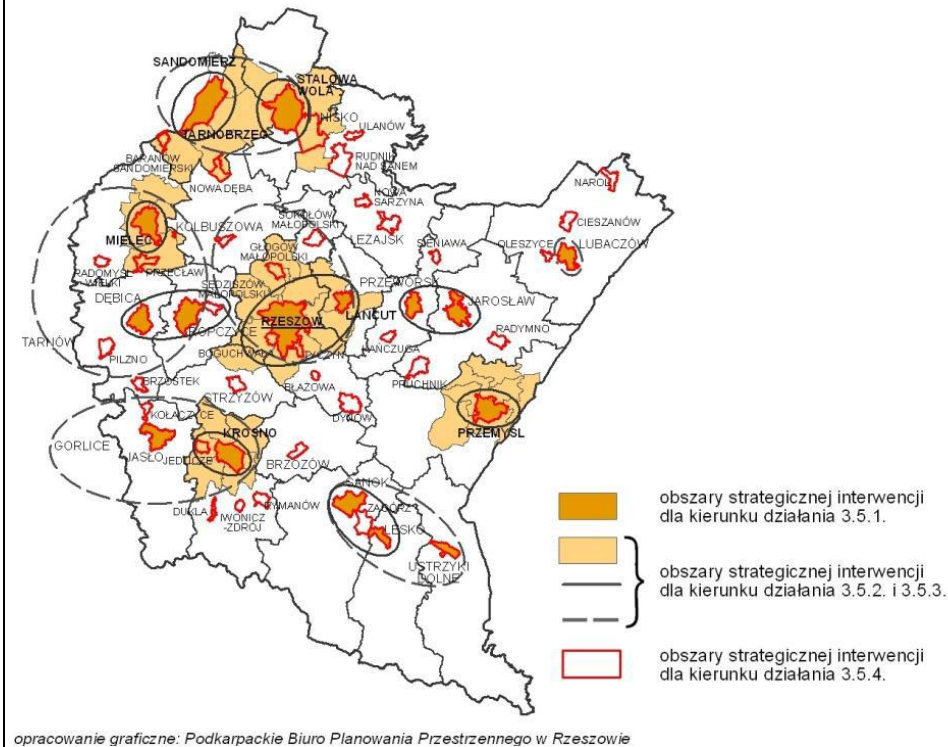 SANDOMIERZ
STALOWA
WOLA
NISKO
ULANÓW
TARNOBRZEG
RUDNIK
NAD SANEM
BARANÓW
SANDOMIERSKI
NOWA DĘBA
NAROL
NOWA
SARZYNA
CIESZANÓW
SOKOŁÓW
MAŁOPOLSKI
KOLBUSZOWA
LEŻAJSK
OLESZYCE
LUBACZÓW
MIELEC
GŁOGÓW
MAŁOPOLSKI
SIENIAWA
RADOMYŚL
WIELKI
PRZECŁAW
SĘDZISZÓW
MAŁOPOLSKI
PRZEWORSK
DĘBICA
JAROSŁAW
RZESZÓW
ŁAŃCUT
ROPCZYCE
RADYMNO
TARNÓW
BOGUCHWAŁA
TYCZYN
KAŃCZUGA
PILZNO
PRUCHNIK
BRZOSTEK
STRZYŻÓW
BŁAŻOWA
DYNÓW
KOŁACZYCE
PRZEMYŚL
GORLICE
KROSNO
JASŁO
JEDLICZE
BRZOZÓW
SANOK
ZAGÓRZ
DUKLA
IWONICZ
-ZDRÓJ
RYMANÓW
LESKO
USTRZYKI
DOLNE
obszary strategicznej interwencji
dla kierunku działania 3.5.1.
obszary strategicznej interwencji
dla kierunku działania 3.5.2. i 3.5.3.
obszary strategicznej interwencji
dla kierunku działania 3.5.4.
opracowanie graficzne: Podkarpackie Biuro Planowania Przestrzennego w Rzeszowie